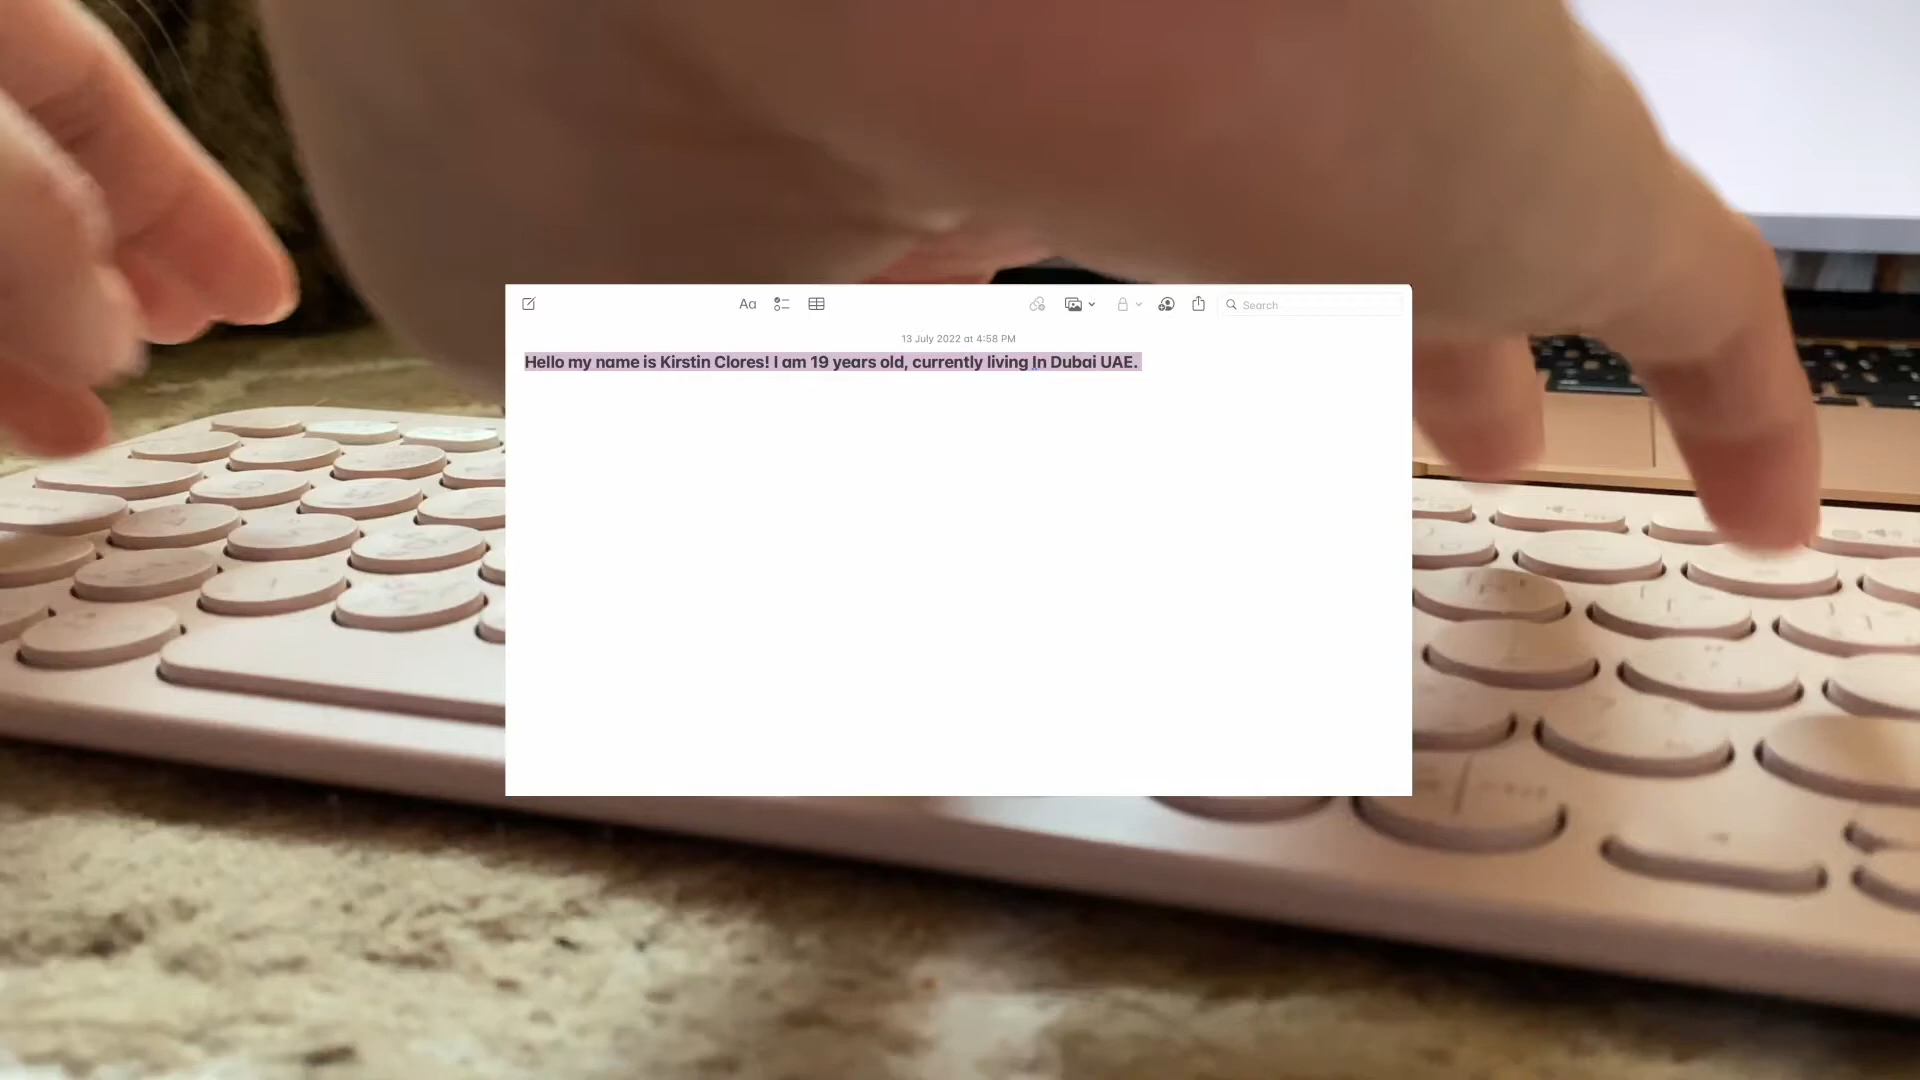 Aa
Search
13 July 2022 at 4:58 PM
Hello my name is Kirstin Clores! I am 19 years old, currently living In Dubai UAE.